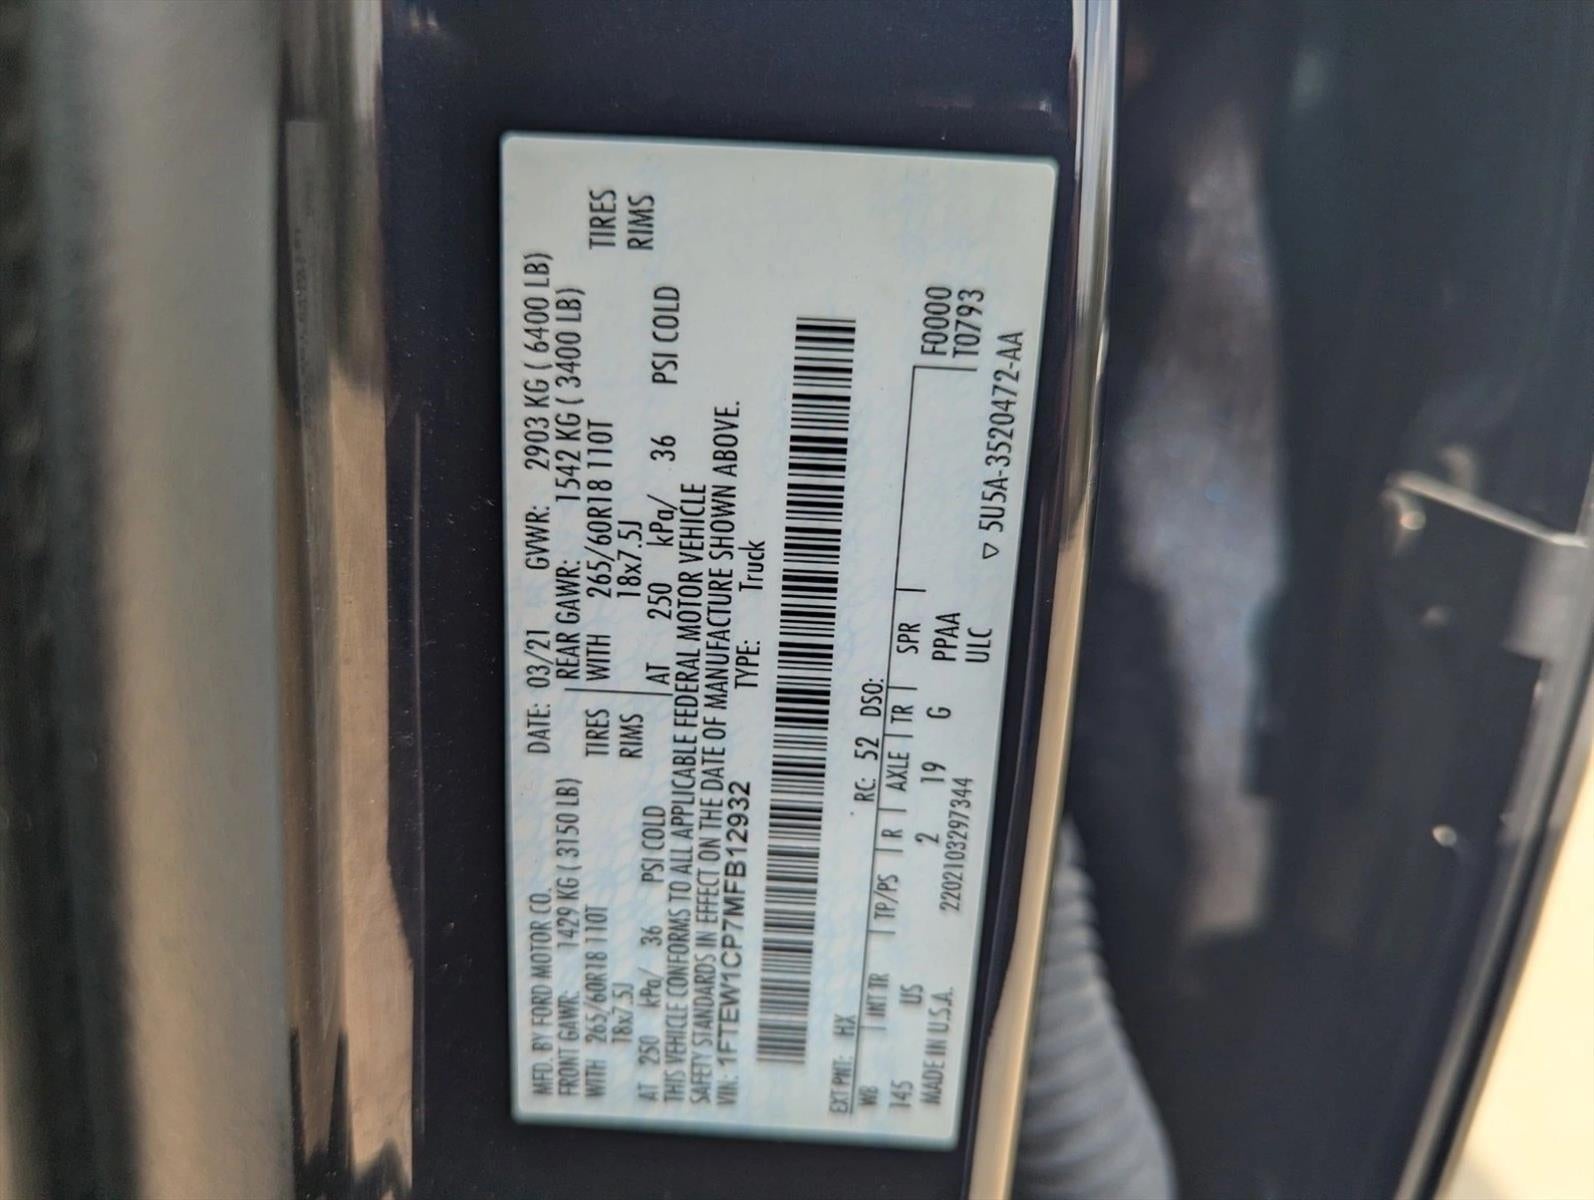 MFD. BY FORD MOTOR CO. DATE: 03/21 GVWR: 2903 KG ( 6400 LB)
FRONT GAWR: 1429 KG ( 3150 LB) REAR GAWR: 1542 KG ( 3400 LB)
WITH 265/60R18 110T TIRES WITH 265/60R18 110T TIRES
18x7.5J RIMS 18x7.5J RIMS
AT 250 kPa/ 36 PSI COLD AT 250 kPa/ 36 PSI COLD
THIS VEHICLE CONFORMS TO ALL APPLICABLE FEDERAL MOTOR VEHICLE
SAFETY STANDARDS IN EFFECT ON THE DATE OF MANUFACTURE SHOWN ABOVE.
VIN: 1FTEW1CP7MFB12932 TYPE: Truck
EXT PNT: HX RC: 52 DSO:
WB INT TR TP/PS R AXLE TR SPR F0000
145 US 2 19 G PPAA T0793
MADE IN U.S.A. 2202103297344 ULC
▽ 5U5A-3520472-AA